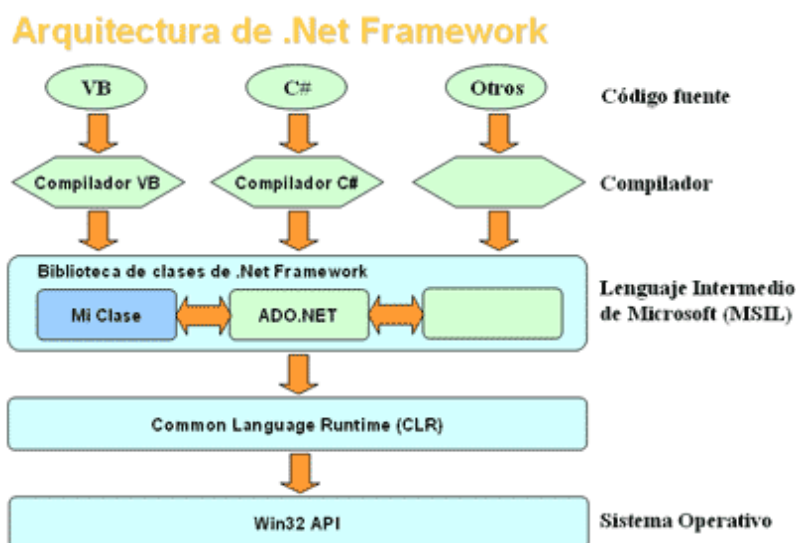 Arquitectura de .Net Framework
VB
C#
Otros
Código fuente
Compilador VB
Compilador C#
Compilador
Biblioteca de clases de .Net Framework
Mi Clase
ADO.NET
Lenguaje Intermedio
de Microsoft (MSIL)
Common Language Runtime (CLR)
Win32 API
Sistema Operativo